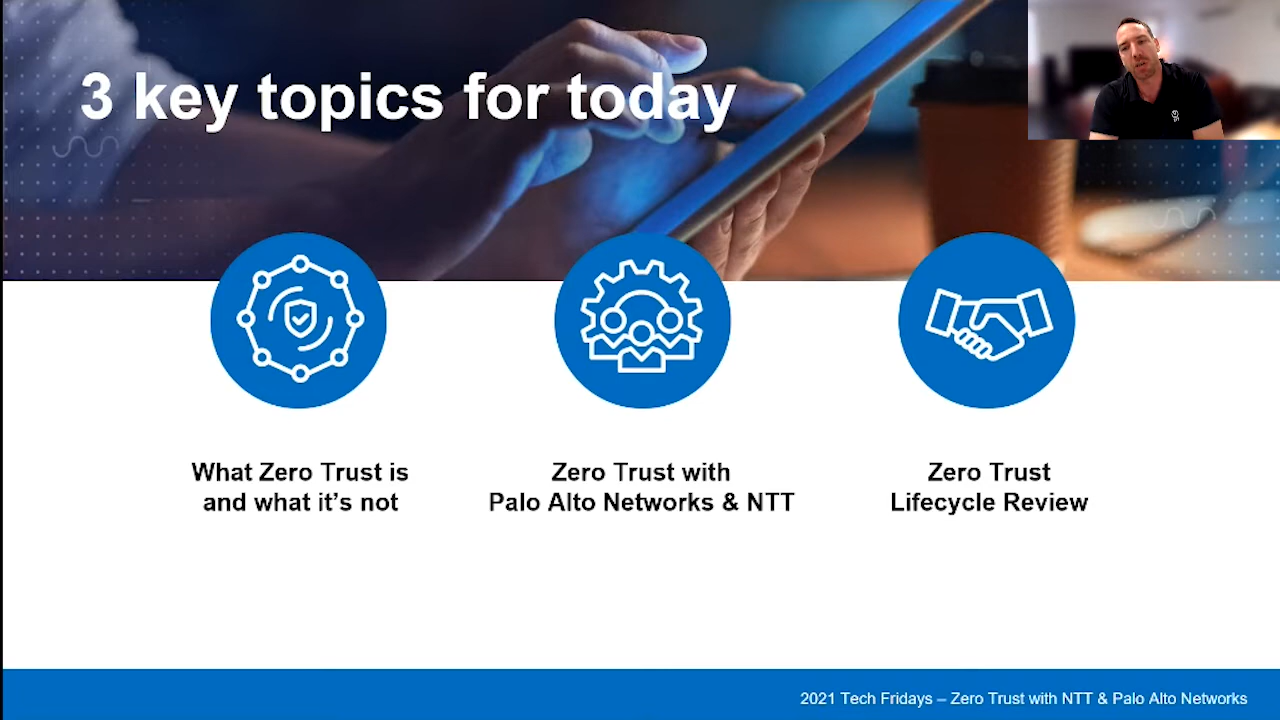 3 key topics for today
What Zero Trust is
and what it's not
Zero Trust with
Palo Alto Networks & NTT
Zero Trust
Lifecycle Review
2021 Tech Fridays – Zero Trust with NTT & Palo Alto Networks